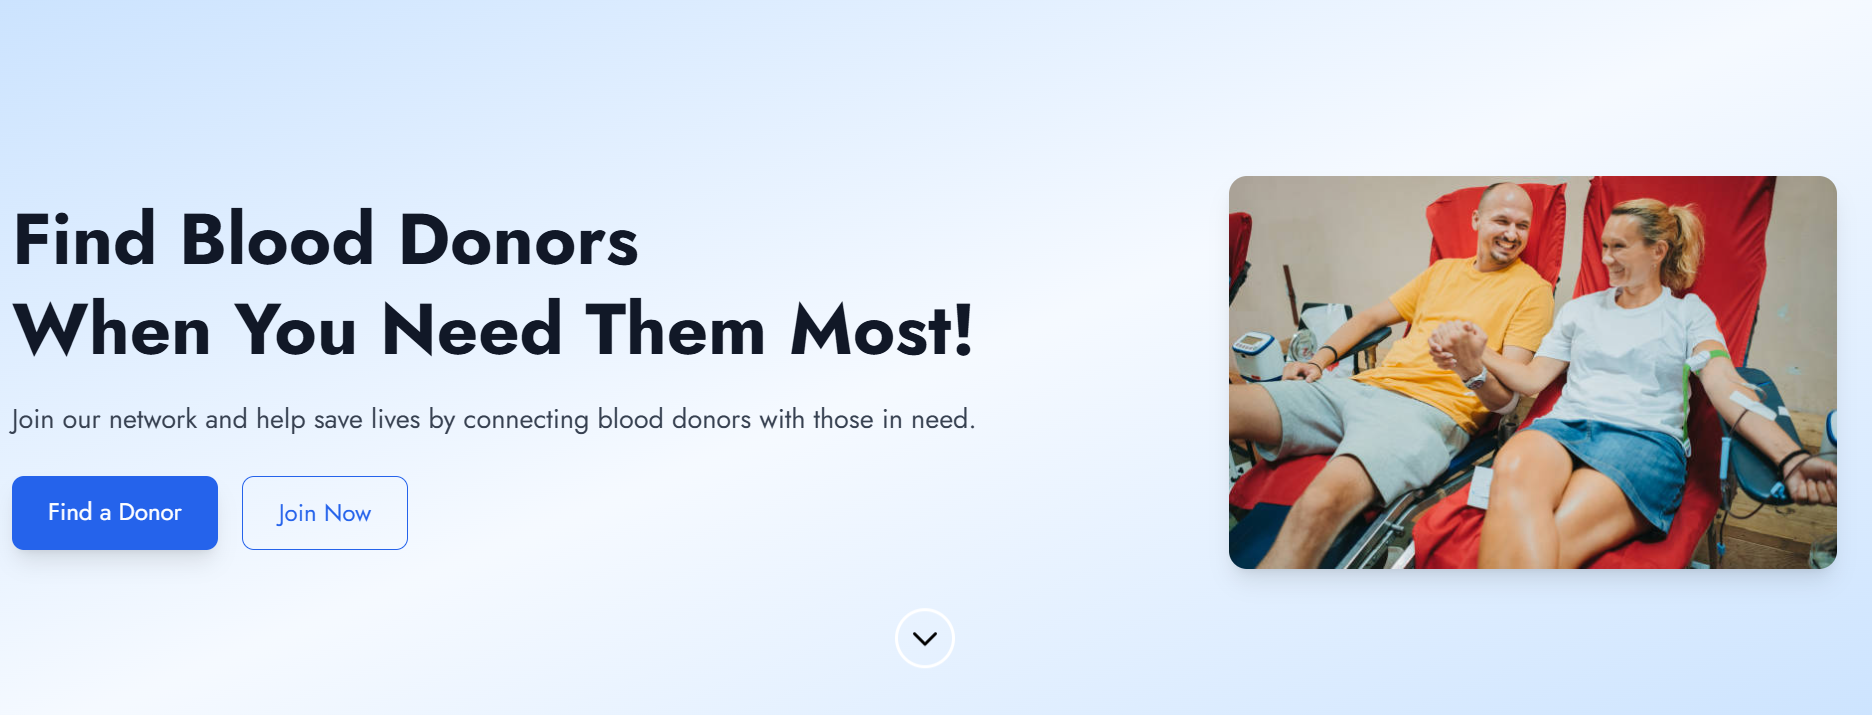 Find Blood Donors
When You Need Them Most!
Join our network and help save lives by connecting blood donors with those in need.
Find a Donor
Join Now